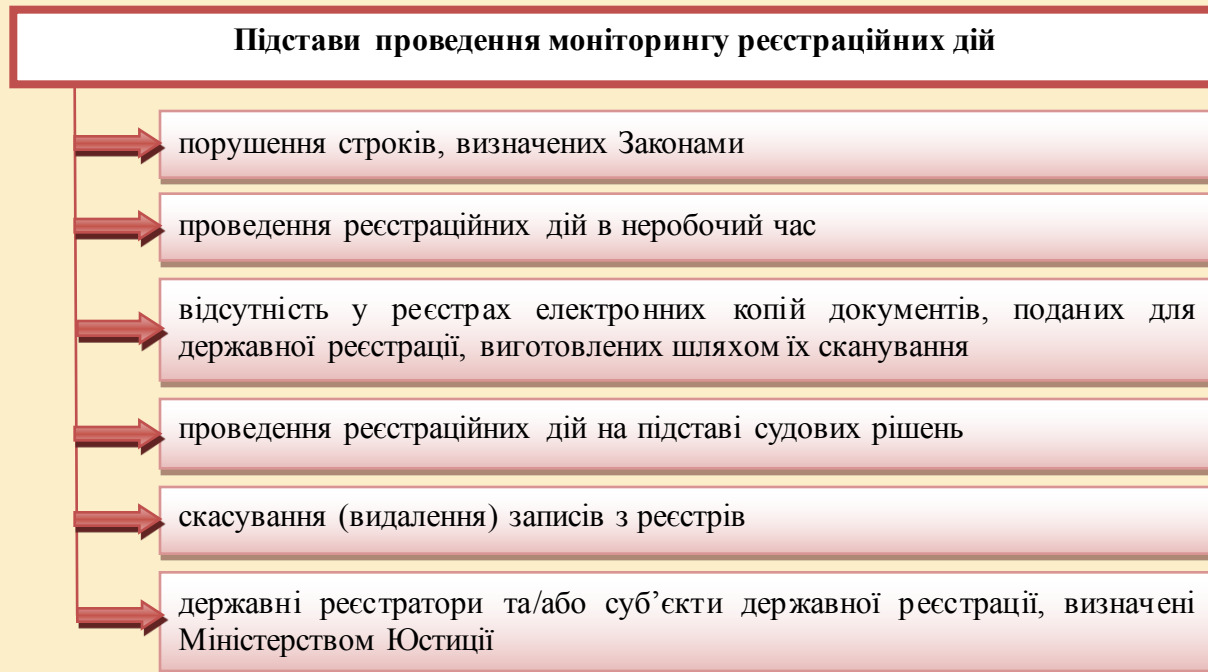 Підстави проведення моніторингу реєстраційних дій
порушення строків, визначених Законами
проведення реєстраційних дій в неробочий час
відсутність у реєстрах електронних копій документів, поданих для
державної реєстрації, виготовлених шляхом їх сканування
проведення реєстраційних дій на підставі судових рішень
скасування (видалення) записів з реєстрів
державні реєстратори та/або суб’єкти державної реєстрації, визначені
Міністерством Юстиції